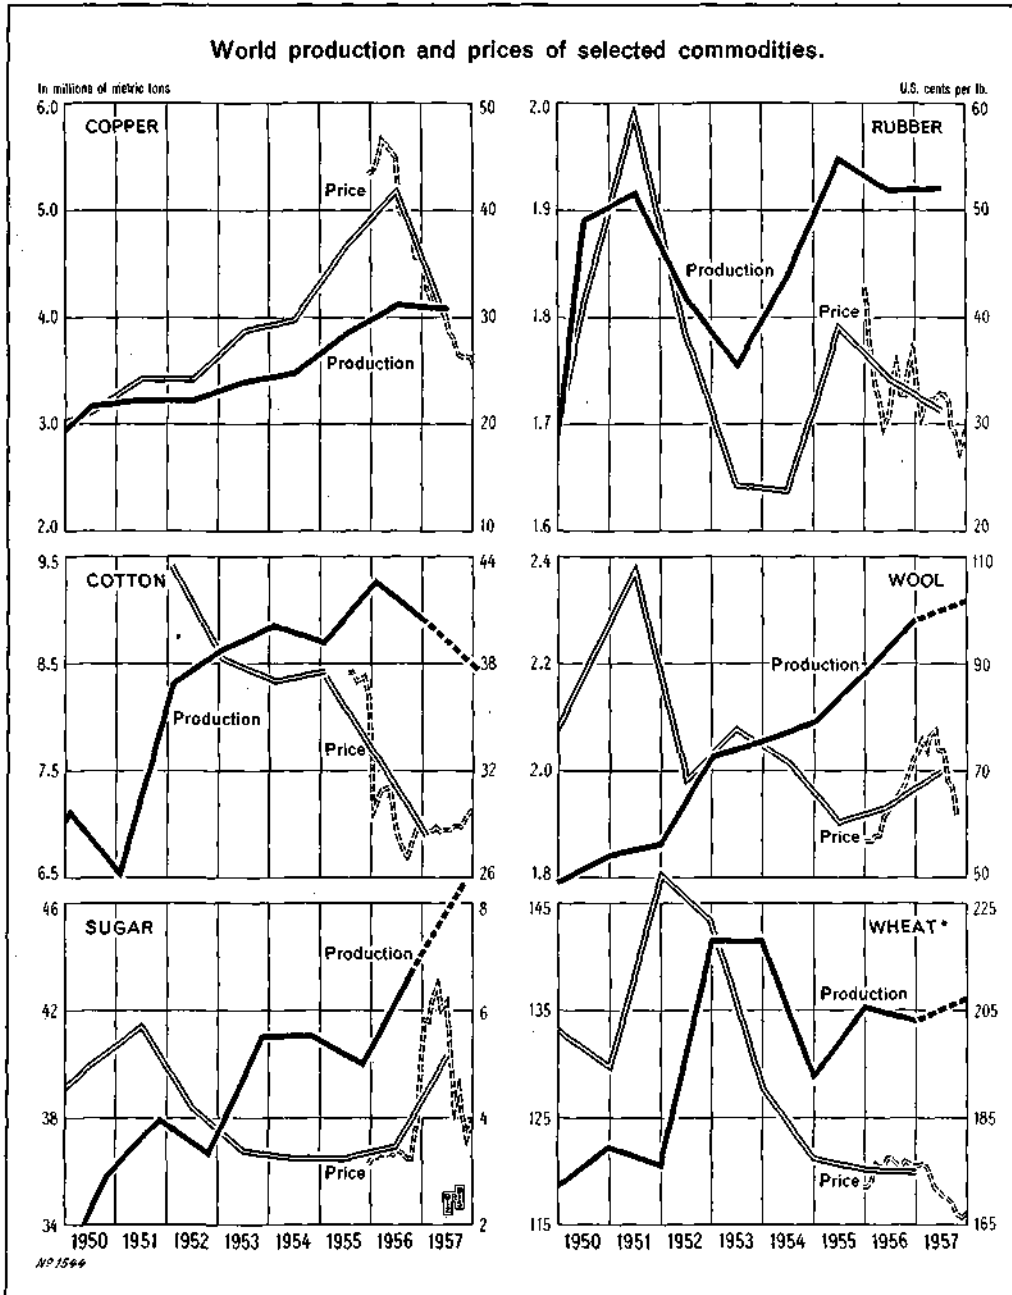 World production and prices of selected commodities.
In millions of metric tons
U.S. cents per lb.
6.0
50
2.0
60
COPPER
RUBBER
Price
5.0
40
1.9
50
Production
4.0
30
1.8
Price
40
Production
3.0
20
1.7
30
2.0
10
1.6
20
9.5
44
2.4
110
COTTON
WOOL
8.5
38
2.2
Production
90
Production
Price
7.5
32
2.0
70
Price
6.5
26
1.8
50
46
8
145
225
SUGAR
WHEAT*
Production
Production
42
6
135
205
38
4
125
185
Price
Price
34
2
115
165
1950 1951 1952 1953 1954 1955 1956 1957
1950 1951 1952 1953 1954 1955 1956 1957
Nº 1544